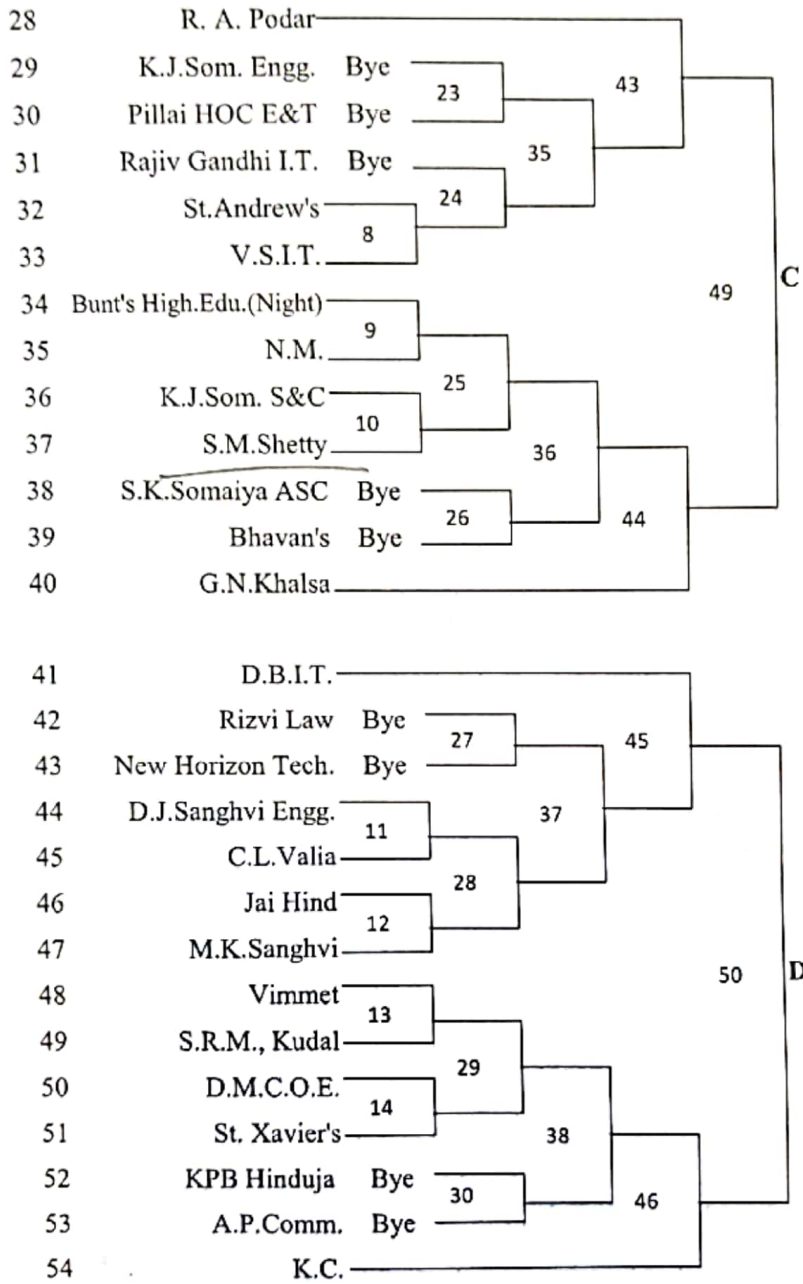 28 R. A. Podar
29 K.J.Som. Engg. Bye
43
23
30 Pillai HOC E&T Bye
35
31 Rajiv Gandhi I.T. Bye
24
32 St.Andrew's
8
33 V.S.I.T.
49 C
34 Bunt's High.Edu.(Night)
9
35 N.M.
25
36 K.J.Som. S&C
10
37 S.M.Shetty
36
38 S.K.Somaiya ASC Bye
26 44
39 Bhavan's Bye
40 G.N.Khalsa
41 D.B.I.T.
42 Rizvi Law Bye
27 45
43 New Horizon Tech. Bye
44 D.J.Sanghvi Engg.
37
11
45 C.L.Valia
28
46 Jai Hind
12
47 M.K.Sanghvi
50 D
48 Vimmet
13
49 S.R.M., Kudal
29
50 D.M.C.O.E.
14
51 St. Xavier's
38
52 KPB Hinduja Bye
30 46
53 A.P.Comm. Bye
54 K.C.